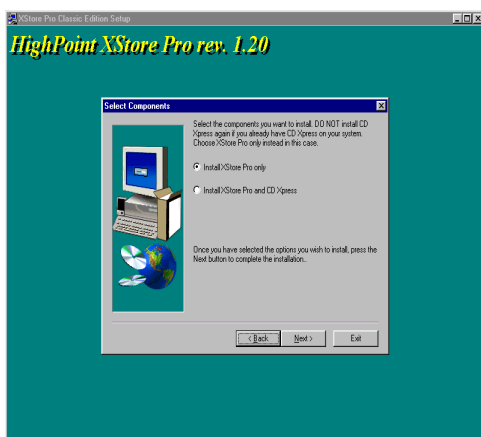 XStore Pro Classic Edition Setup
HighPoint XStore Pro rev. 1.20
Select Components
Select the components you want to install. DO NOT install CD
Xpress again if you already have CD Xpress on your system.
Choose XStore Pro only instead in this case.
Install XStore Pro only
Install XStore Pro and CD Xpress
Once you have selected the options you wish to install, press the
Next button to complete the installation..
< Back
Next >
Exit